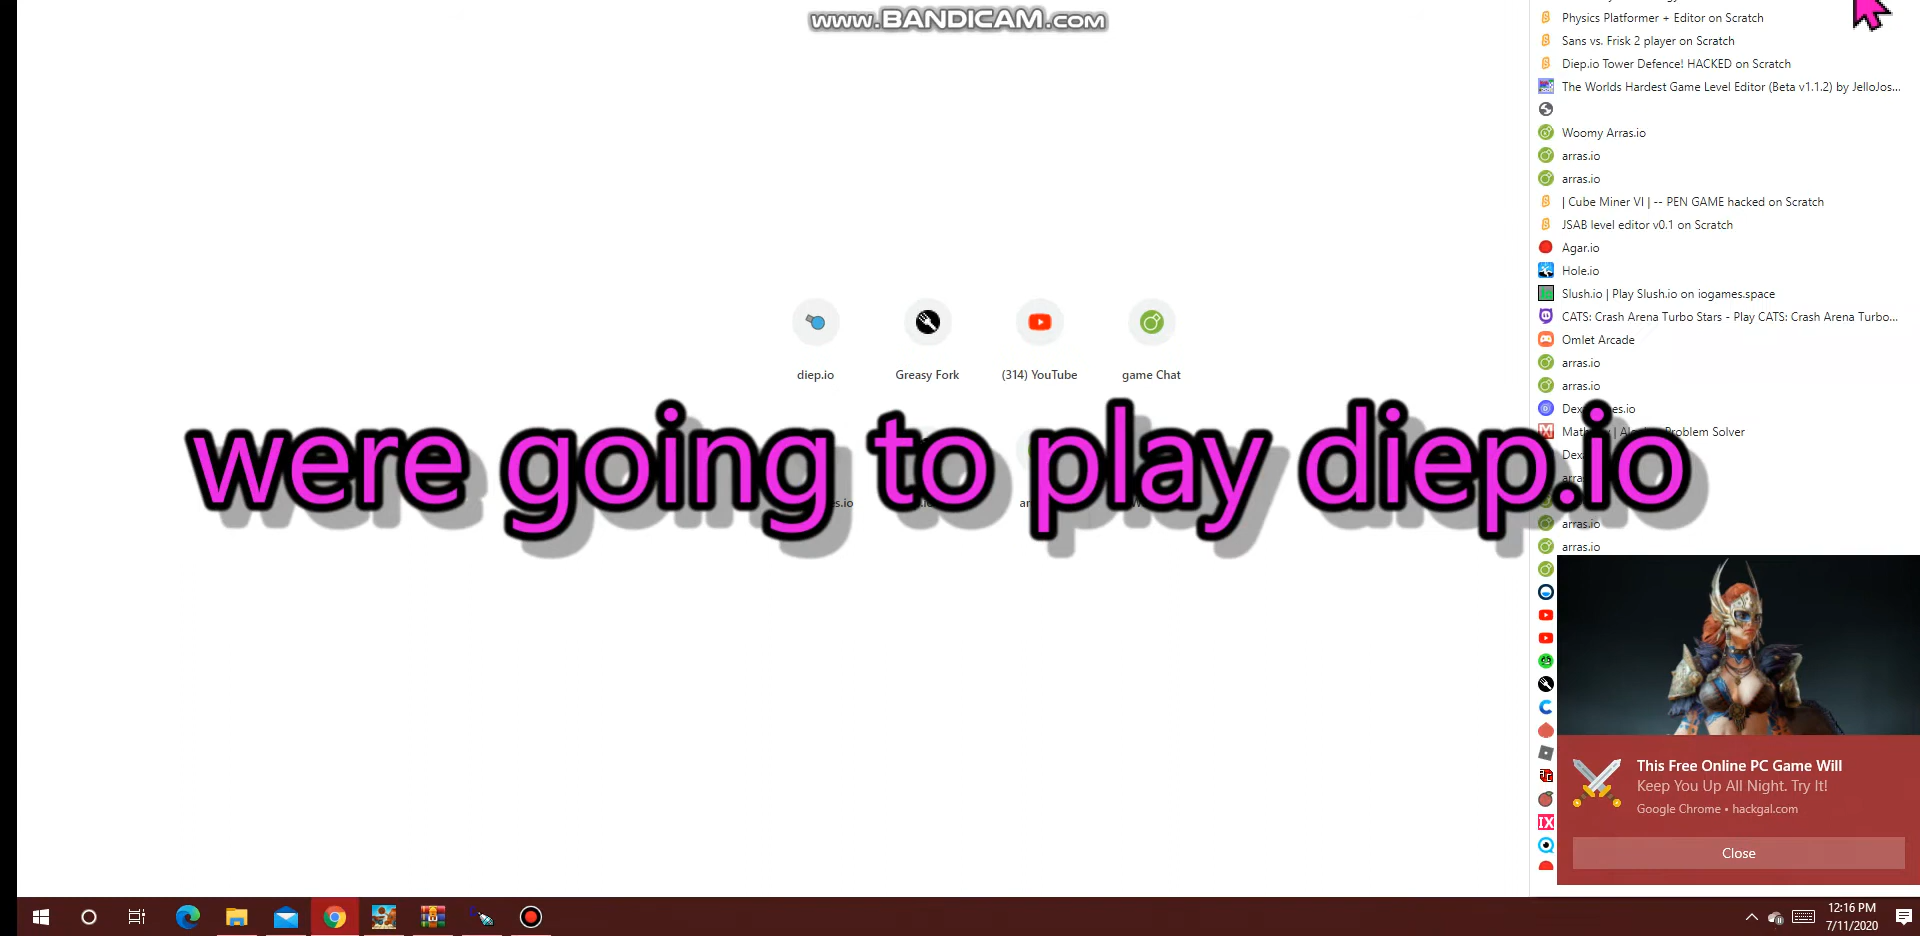 www.BANDICAM.com
Physics Platformer + Editor on Scratch
Sans vs. Frisk 2 player on Scratch
Diep.io Tower Defence! HACKED on Scratch
The Worlds Hardest Game Level Editor (Beta v1.1.2) by JelloJos...
Woomy Arras.io
arras.io
arras.io
| Cube Miner VI | -- PEN GAME hacked on Scratch
JSAB level editor v0.1 on Scratch
Agar.io
Hole.io
Slush.io | Play Slush.io on iogames.space
CATS: Crash Arena Turbo Stars - Play CATS: Crash Arena Turbo...
Omlet Arcade
arras.io
arras.io
diep.io
Greasy Fork
(314) YouTube
game Chat
were going to play diep.io
Problem Solver
arras.io
arras.io
This Free Online PC Game Will
Keep You Up All Night. Try It!
Google Chrome • hackgal.com
Close
12:16 PM
7/11/2020